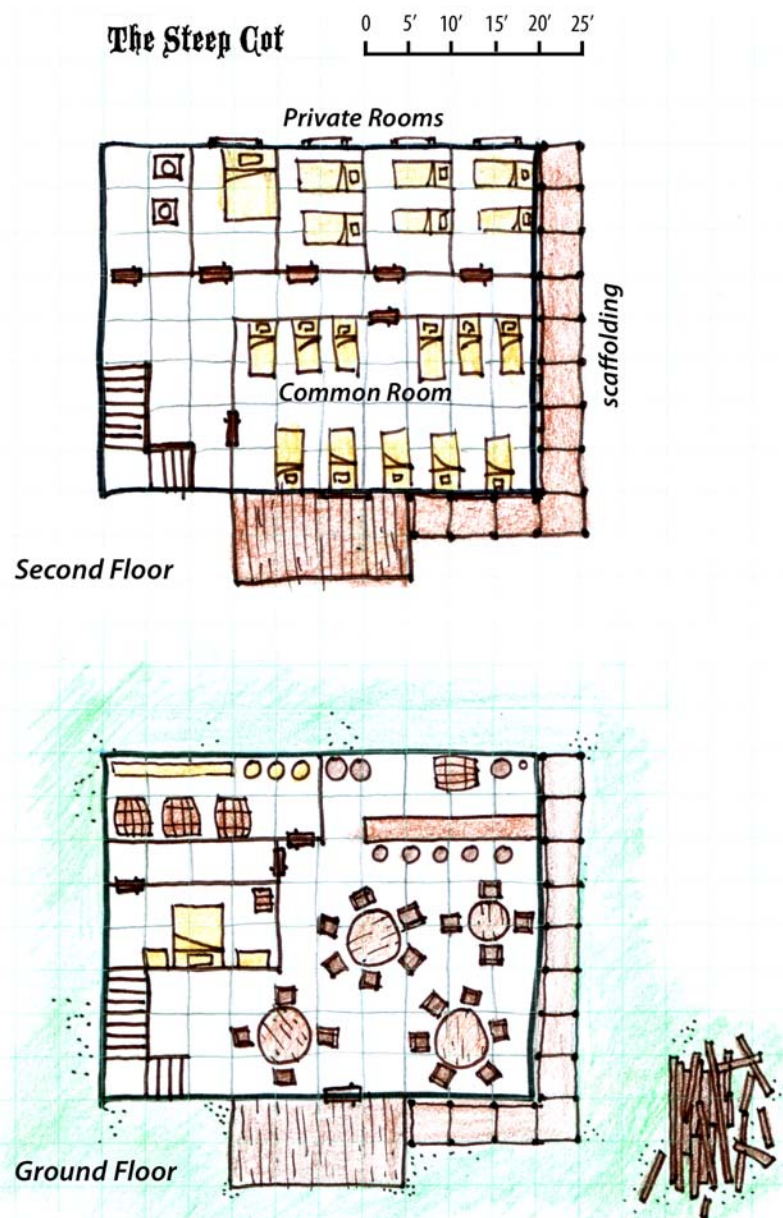 The Steep Cot
0 5' 10' 15' 20' 25'
Private Rooms
scaffolding
Common Room
Second Floor
Ground Floor